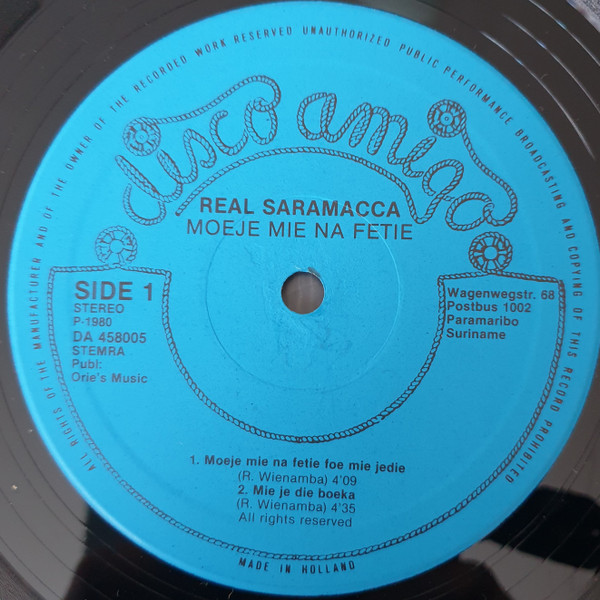 ALL RIGHTS OF THE MANUFACTURER AND OF THE OWNER OF THE RECORDED WORK RESERVED UNAUTHORIZED PUBLIC PERFORMANCE BROADCASTING AND COPYING OF THIS RECORD PROHIBITED
disco amigo
REAL SARAMACCA
MOEJE MIE NA FETIE
SIDE 1
STEREO
P-1980
DA 458005
STEMRA
Publ:
Orie's Music
Wagenwegstr. 68
Postbus 1002
Paramaribo
Suriname
1. Moeje mie na fetie foe mie jedie
(R. Wienamba) 4'09
2. Mie je die boeka
(R. Wienamba) 4'35
All rights reserved
MADE IN HOLLAND